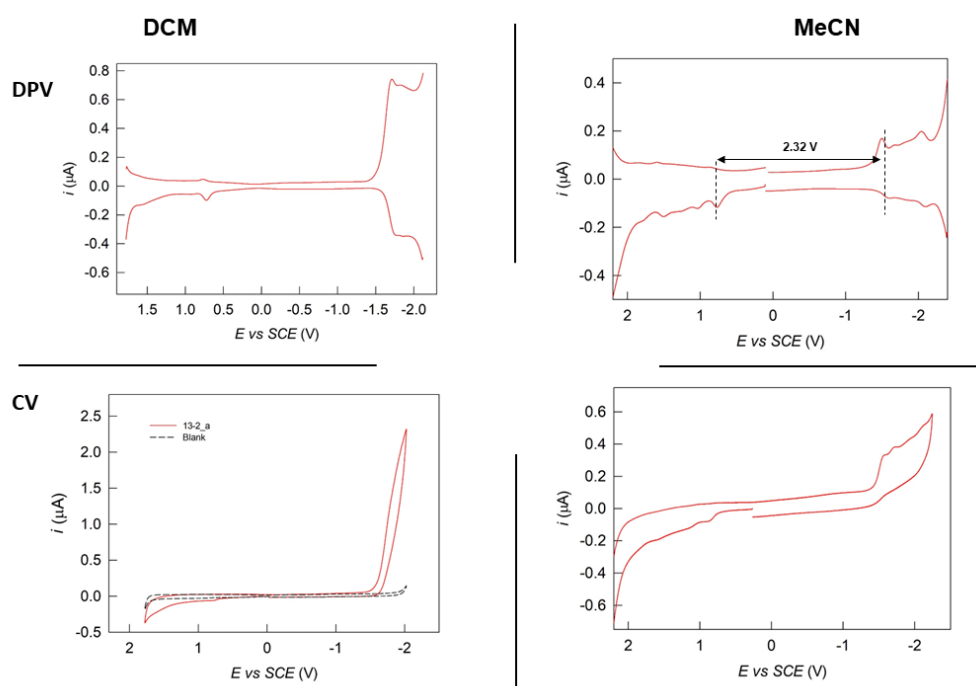 DCM
MeCN
DPV
0.8
0.6
0.4
0.2
0.0
-0.2
-0.4
-0.6
i (μA)
1.5 1.0 0.5 0.0 -0.5 -1.0 -1.5 -2.0
E vs SCE (V)
0.4
0.2
0.0
-0.2
-0.4
i (μA)
2.32 V
2 1 0 -1 -2
E vs SCE (V)
CV
2.5
2.0
1.5
1.0
0.5
0.0
-0.5
i (μA)
13-2_a
Blank
2 1 0 -1 -2
E vs SCE (V)
0.6
0.4
0.2
0.0
-0.2
-0.4
-0.6
i (μA)
2 1 0 -1 -2
E vs SCE (V)